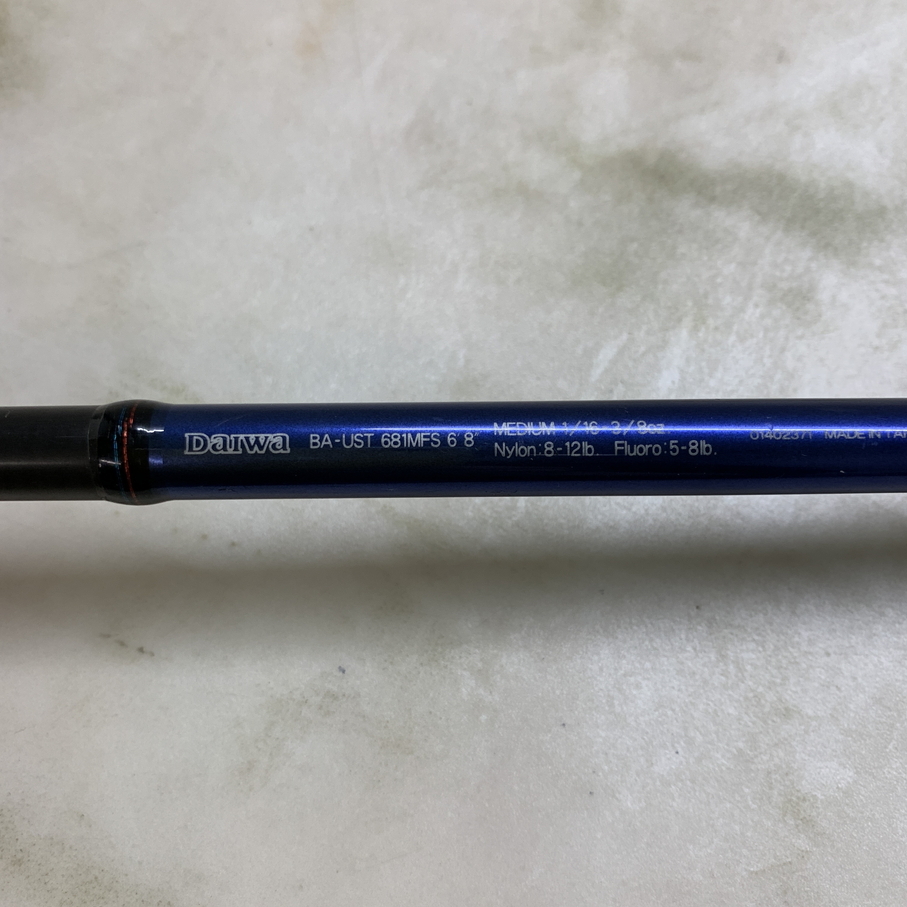 Daiwa BA-UST 681MFS 6'8"
MEDIUM 1/16-3/8oz.
Nylon:8-12lb. Fluoro:5-8lb.
01402371 MADE IN